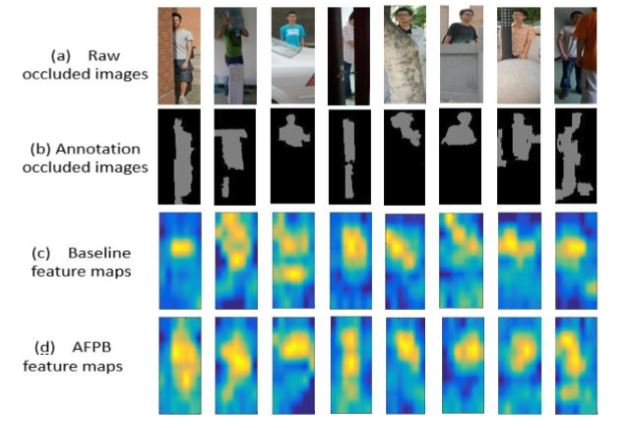 (a) Raw
occluded images
(b) Annotation
occluded images
(c) Baseline
feature maps
(d) AFPB
feature maps